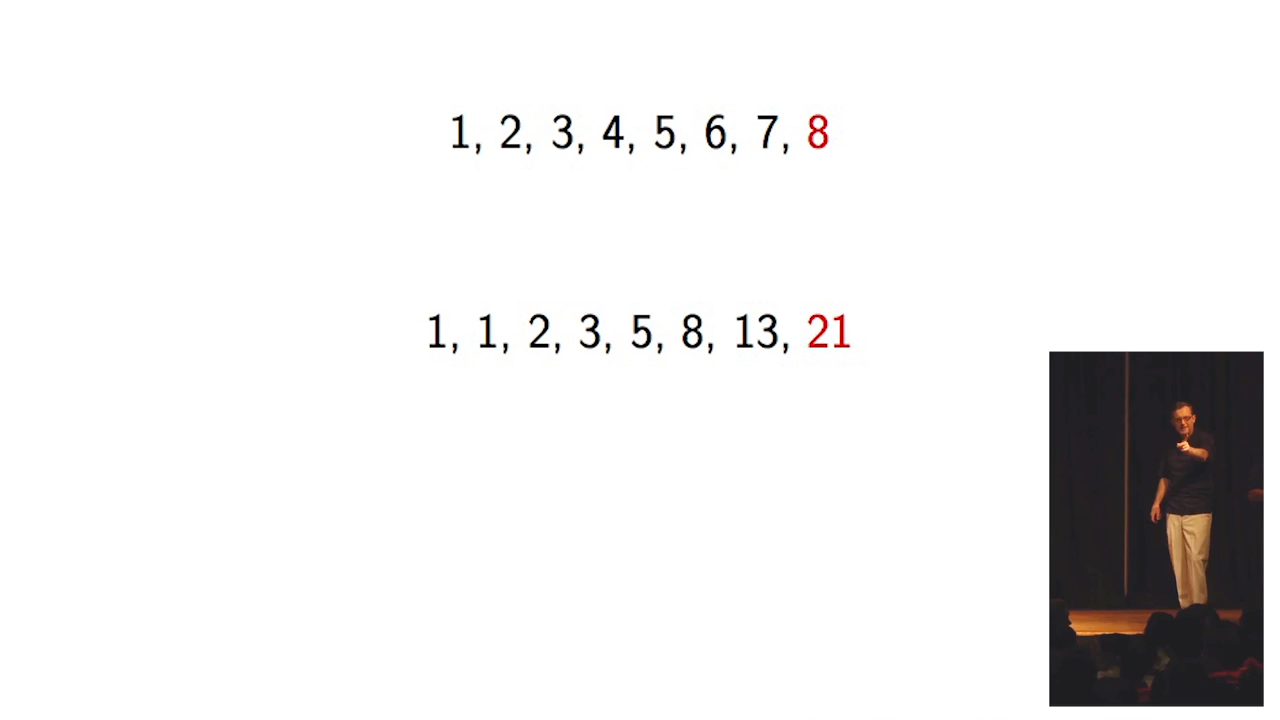 1, 2, 3, 4, 5, 6, 7, 8
1, 1, 2, 3, 5, 8, 13, 21